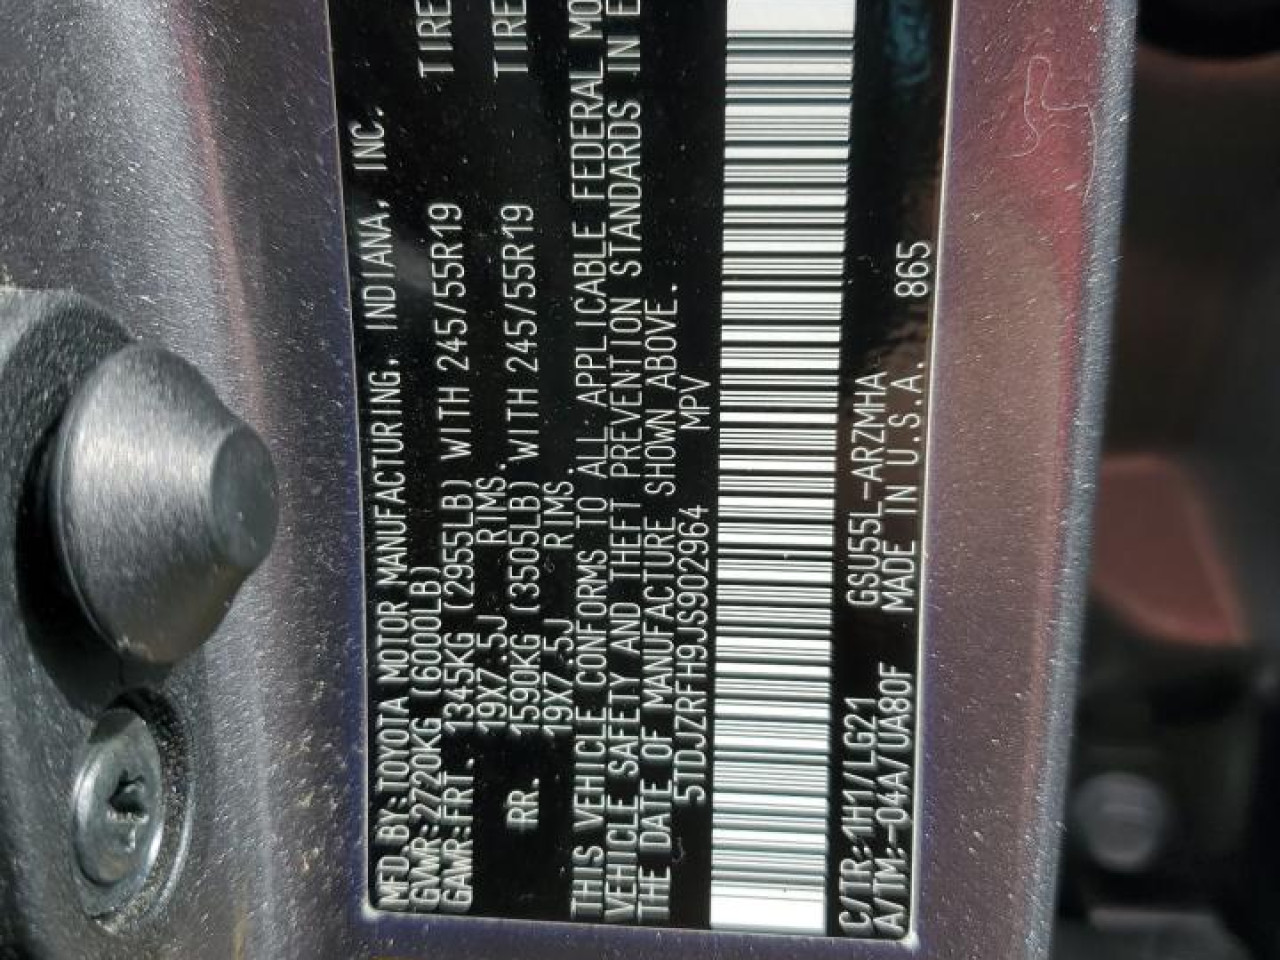 MFD.BY:TOYOTA MOTOR MANUFACTURING, INDIANA, INC.
GVWR:2720KG (6000LB)
GAWR:FRT. 1345KG (2955LB) WITH 245/55R19 TIRE
19X7.5J RIMS.
RR. 1590KG (3505LB) WITH 245/55R19 TIRE
19X7.5J RIMS.
THIS VEHICLE CONFORMS TO ALL APPLICABLE FEDERAL MO
VEHICLE SAFETY AND THEFT PREVENTION STANDARDS IN E
THE DATE OF MANUFACTURE SHOWN ABOVE.
5TDJZRFH9JS902964 MPV
C/TR:1H1/LG21 GSU55L-ARZMHA
A/TM:-04A/UA80F MADE IN U.S.A. 865